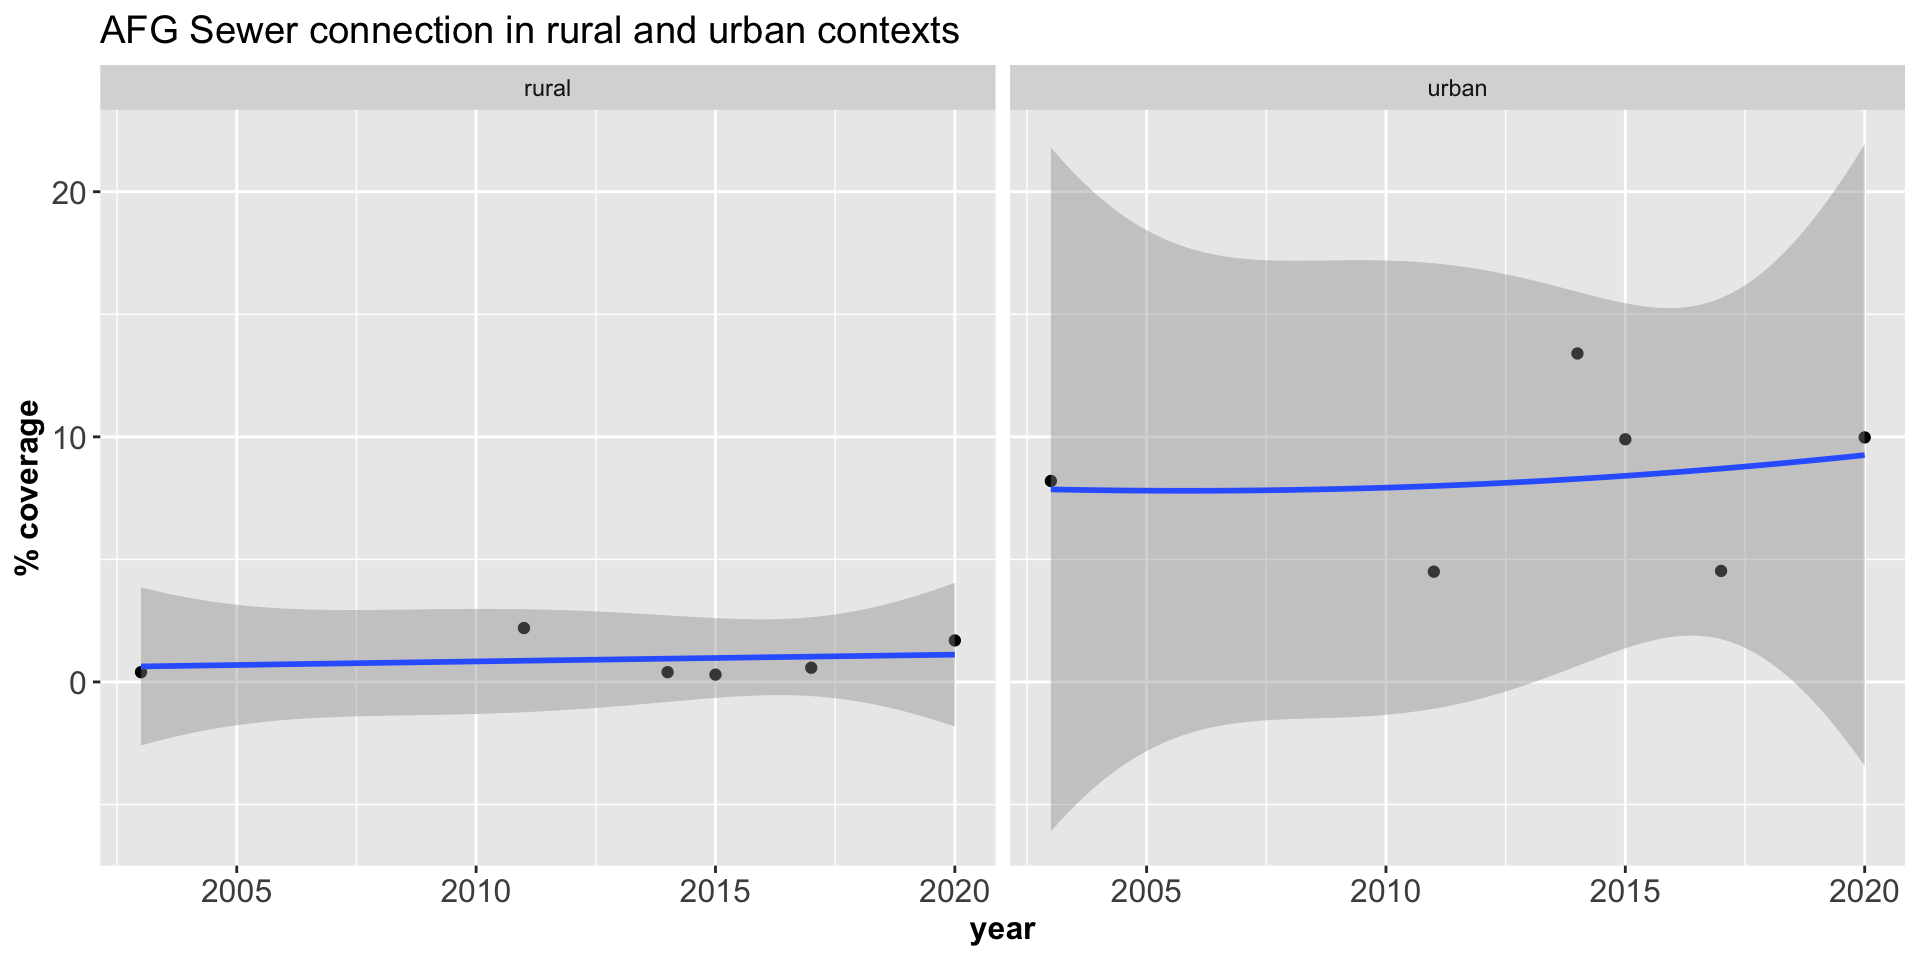 AFG Sewer connection in rural and urban contexts
rural
urban
% coverage
20
10
0
2005 2010 2015 2020
2005 2010 2015 2020
year